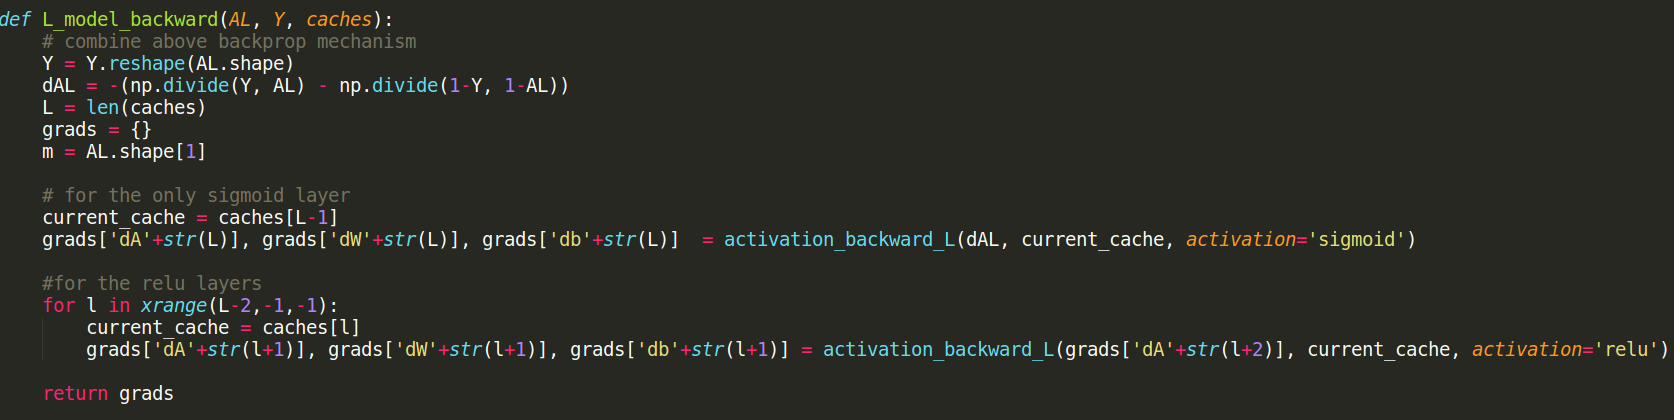 def L_model_backward(AL, Y, caches):
    # combine above backprop mechanism
    Y = Y.reshape(AL.shape)
    dAL = -(np.divide(Y, AL) - np.divide(1-Y, 1-AL))
    L = len(caches)
    grads = {}
    m = AL.shape[1]

    # for the only sigmoid layer
    current_cache = caches[L-1]
    grads['dA'+str(L)], grads['dW'+str(L)], grads['db'+str(L)]  = activation_backward_L(dAL, current_cache, activation='sigmoid')

    #for the relu layers
    for l in xrange(L-2,-1,-1):
        current_cache = caches[l]
        grads['dA'+str(l+1)], grads['dW'+str(l+1)], grads['db'+str(l+1)] = activation_backward_L(grads['dA'+str(l+2)], current_cache, activation='relu')

    return grads